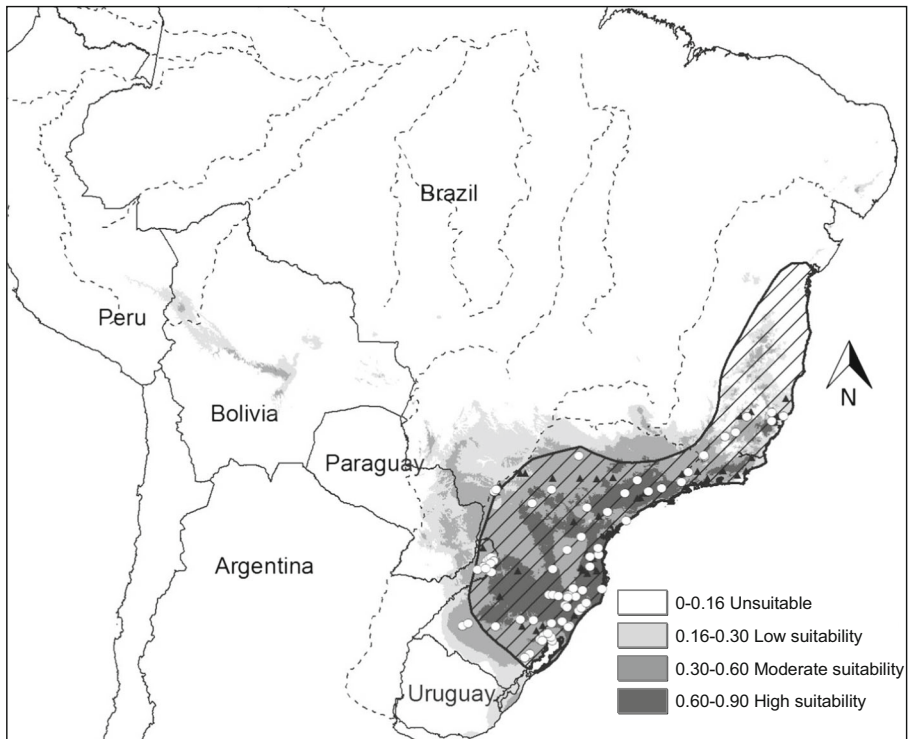 Brazil
Peru
Bolivia
N
Paraguay
Argentina
0-0.16 Unsuitable
0.16-0.30 Low suitability
0.30-0.60 Moderate suitability
Uruguay
0.60-0.90 High suitability